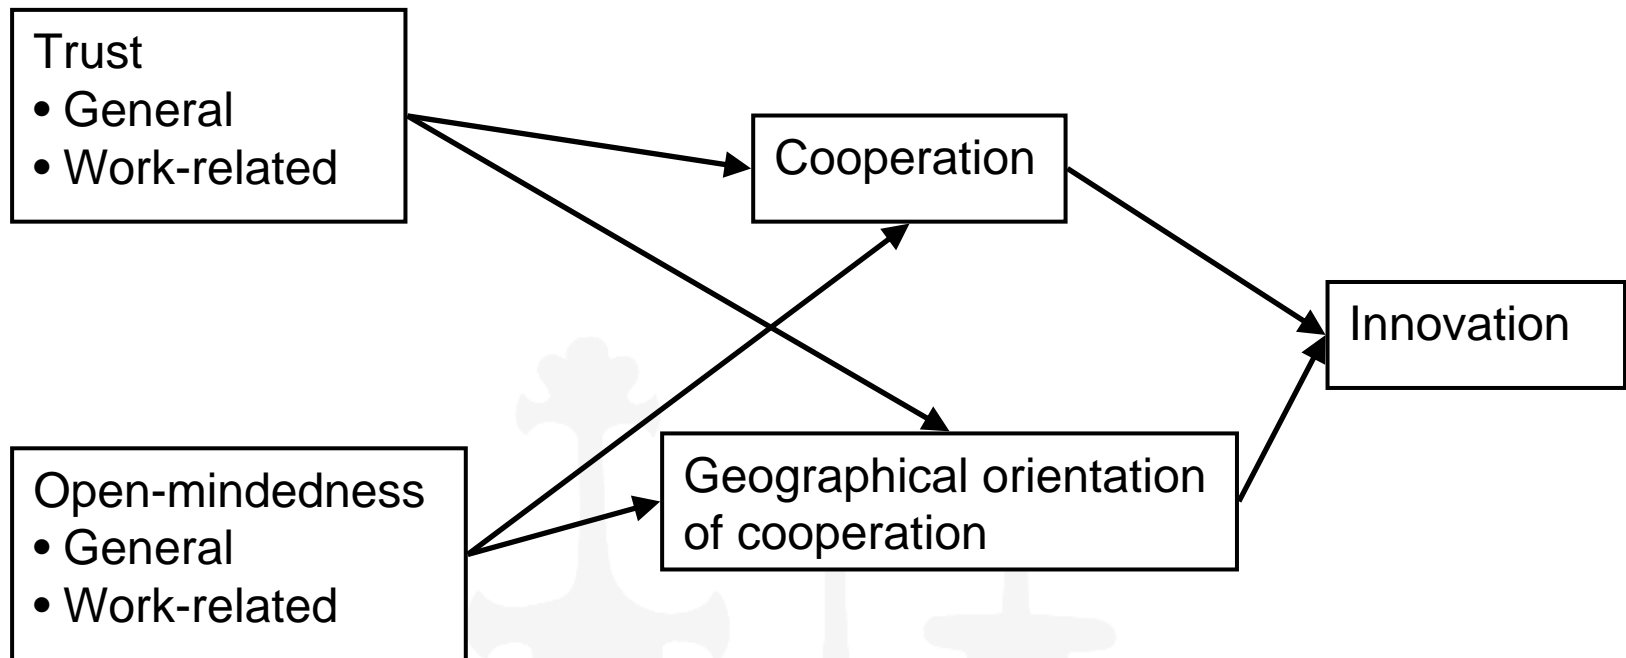 Trust
• General
• Work-related
Cooperation
Innovation
Geographical orientation
of cooperation
Open-mindedness
• General
• Work-related